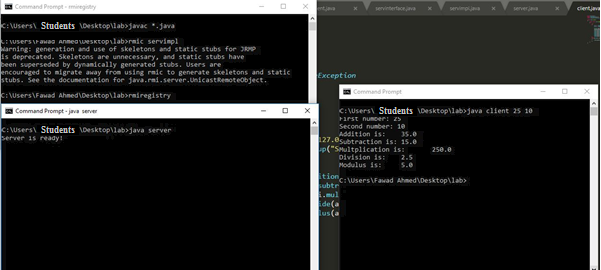 Command Prompt - rmiregistry
C:\Users\ Students \Desktop\lab>javac *.java
C:\Users\Fawad Ahmed\Desktop\lab>rmic servimpl
Warning: generation and use of skeletons and static stubs for JRMP
is deprecated. Skeletons are unnecessary, and static stubs have
been superseded by dynamically generated stubs. Users are
encouraged to migrate away from using rmic to generate skeletons and static
stubs. See the documentation for java.rmi.server.UnicastRemoteObject.
C:\Users\Fawad Ahmed\Desktop\lab>rmiregistry
Command Prompt - java server
C:\Users\ Students \Desktop\lab>java server
Server is ready!
client.java
servinterface.java
servimpl.java
server.java
client.java
Exception
127.0
up("S
dition
subtr
i.mul
ide(a
lus(a
Command Prompt
C:\Users\ Students \Desktop\lab>java client 25 10
First number: 25
Second number: 10
Addition is: 35.0
Subtraction is: 15.0
Multplication is: 250.0
Division is: 2.5
Modulus is: 5.0
C:\Users\Fawad Ahmed\Desktop\lab>